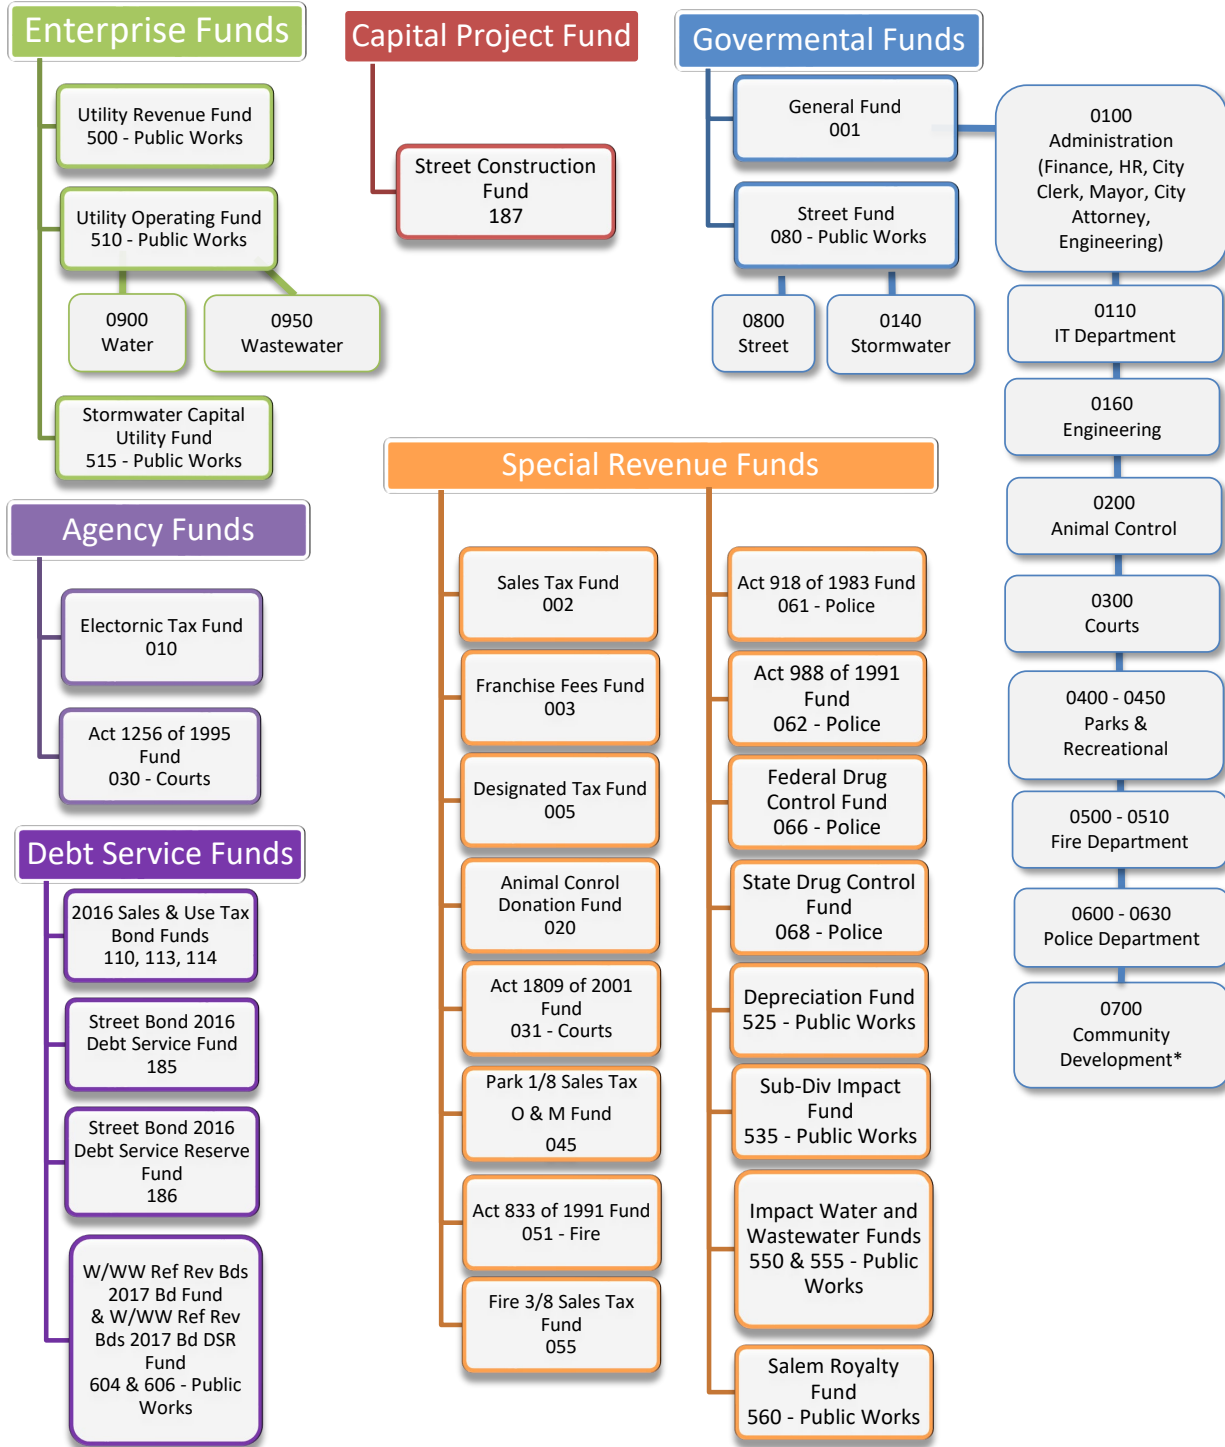 Enterprise Funds
Utility Revenue Fund
500 - Public Works
Utility Operating Fund
510 - Public Works
0900
Water
0950
Wastewater
Stormwater Capital
Utility Fund
515 - Public Works
Capital Project Fund
Street Construction
Fund
187
Govermental Funds
General Fund
001
Street Fund
080 - Public Works
0800
Street
0140
Stormwater
0100
Administration
(Finance, HR, City
Clerk, Mayor, City
Attorney,
Engineering)
0110
IT Department
0160
Engineering
0200
Animal Control
0300
Courts
0400 - 0450
Parks &
Recreational
0500 - 0510
Fire Department
0600 - 0630
Police Department
0700
Community
Development*
Agency Funds
Electornic Tax Fund
010
Act 1256 of 1995
Fund
030 - Courts
Debt Service Funds
2016 Sales & Use Tax
Bond Funds
110, 113, 114
Street Bond 2016
Debt Service Fund
185
Street Bond 2016
Debt Service Reserve
Fund
186
W/WW Ref Rev Bds
2017 Bd Fund
& W/WW Ref Rev
Bds 2017 Bd DSR
Fund
604 & 606 - Public
Works
Special Revenue Funds
Sales Tax Fund
002
Franchise Fees Fund
003
Designated Tax Fund
005
Animal Conrol
Donation Fund
020
Act 1809 of 2001
Fund
031 - Courts
Park 1/8 Sales Tax
O & M Fund
045
Act 833 of 1991 Fund
051 - Fire
Fire 3/8 Sales Tax
Fund
055
Act 918 of 1983 Fund
061 - Police
Act 988 of 1991
Fund
062 - Police
Federal Drug
Control Fund
066 - Police
State Drug Control
Fund
068 - Police
Depreciation Fund
525 - Public Works
Sub-Div Impact
Fund
535 - Public Works
Impact Water and
Wastewater Funds
550 & 555 - Public
Works
Salem Royalty
Fund
560 - Public Works